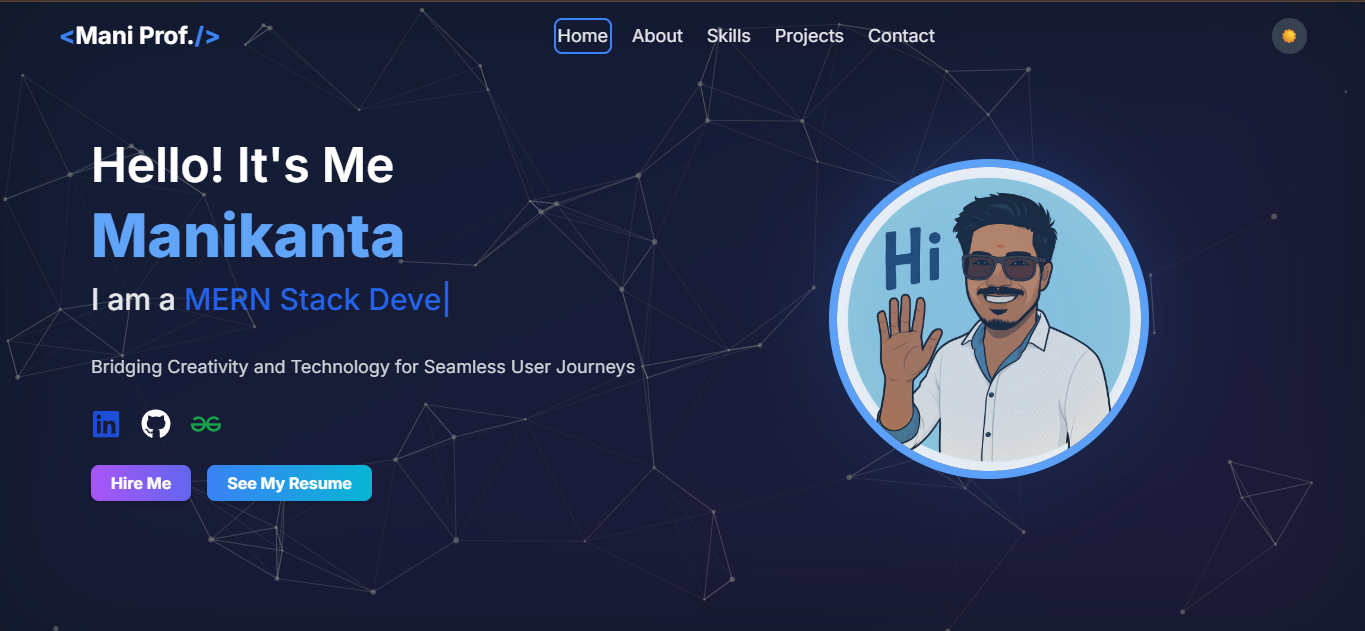 <Mani Prof./>
Home About Skills Projects Contact
Hello! It's Me
Manikanta
I am a MERN Stack Deve|
Bridging Creativity and Technology for Seamless User Journeys
in
Hire Me See My Resume
Hi